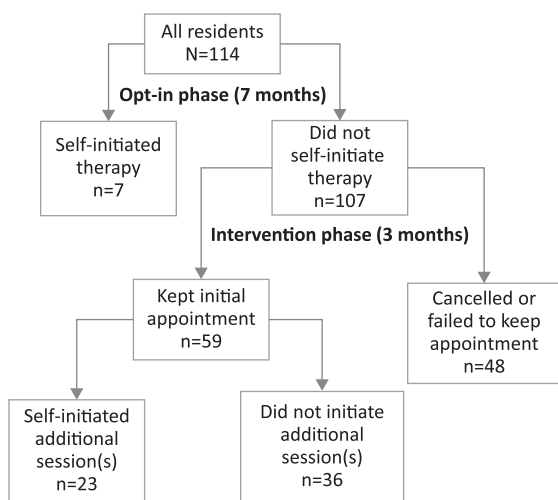 All residents
N=114
Opt-in phase (7 months)
Self-initiated
therapy
n=7
Did not
self-initiate
therapy
n=107
Intervention phase (3 months)
Kept initial
appointment
n=59
Cancelled or
failed to keep
appointment
n=48
Self-initiated
additional
session(s)
n=23
Did not initiate
additional
session(s)
n=36